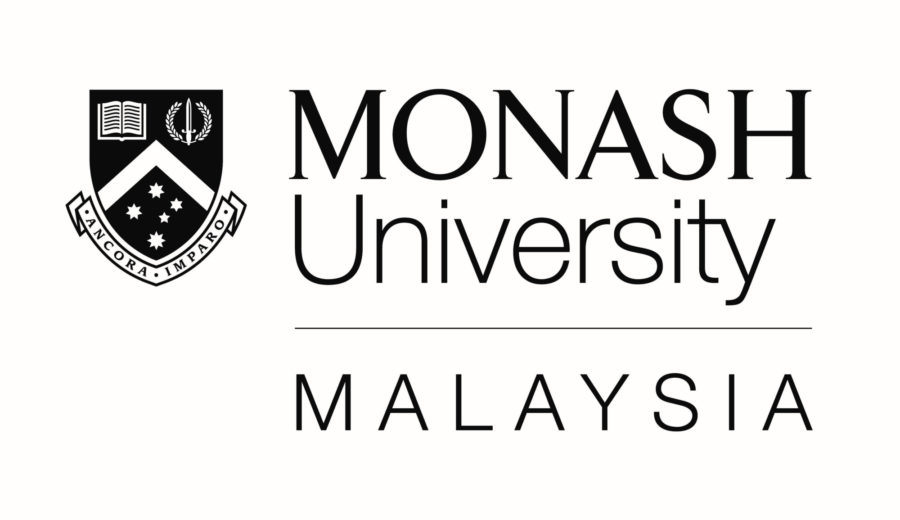 MONASH
University
MALAYSIA
· ANCORA · IMPARO ·